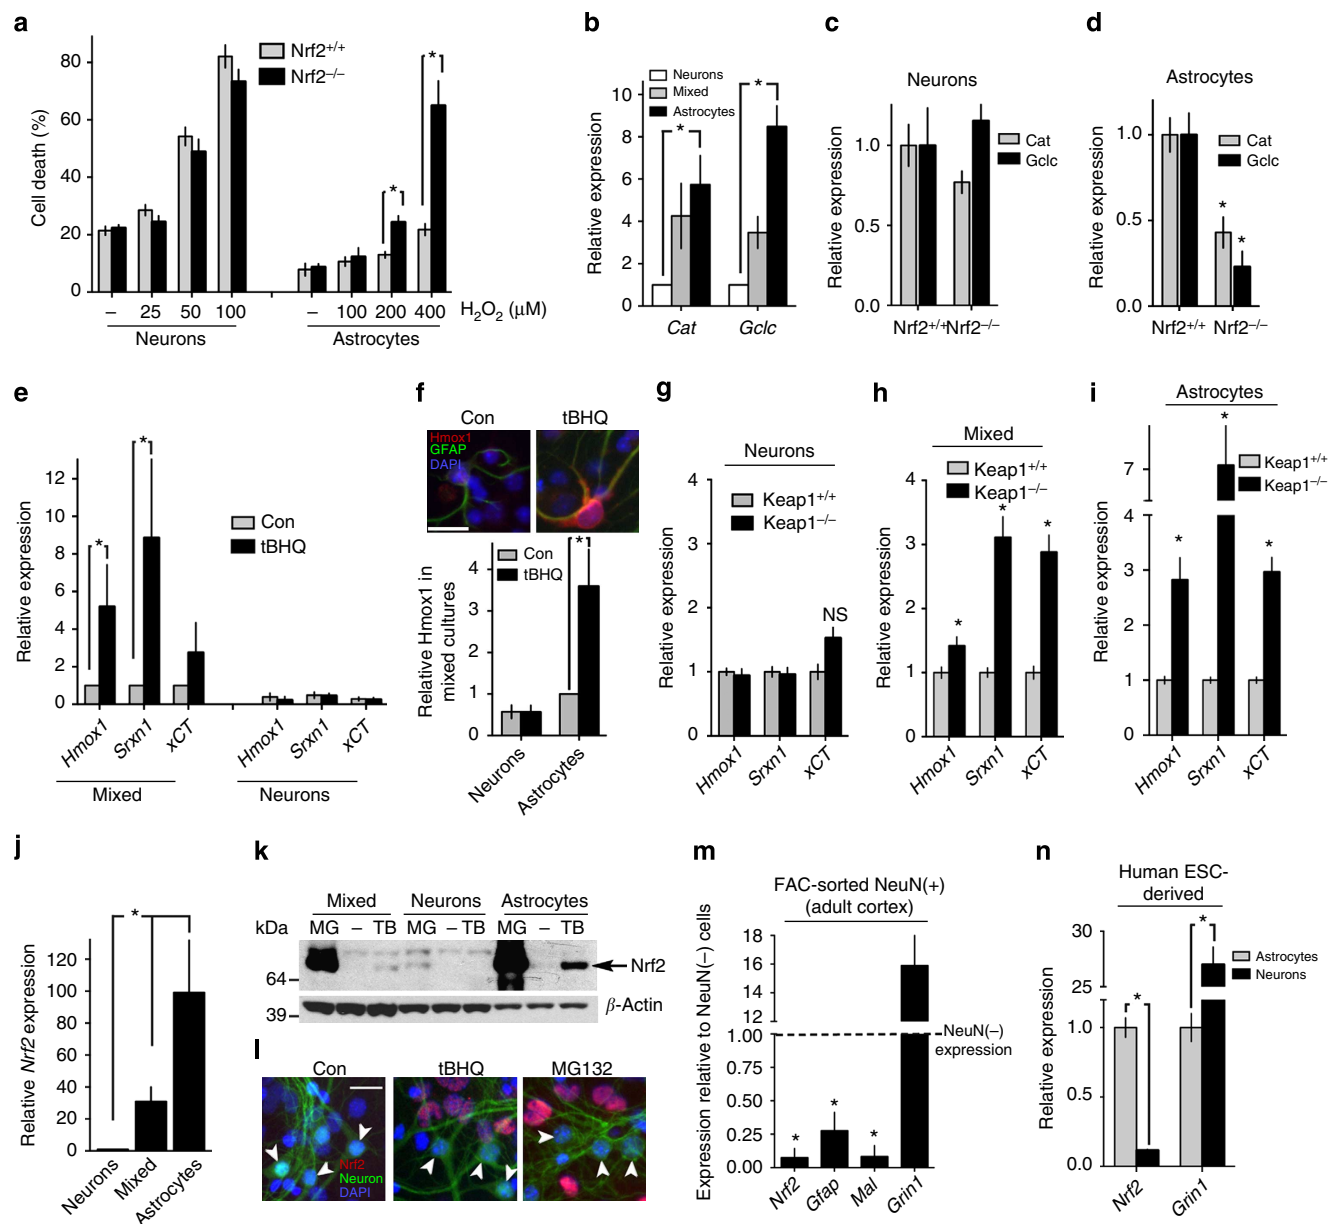 a
Cell death (%)
80
60
40
20
0
Nrf2+/+
Nrf2–/–
*
*
– 25 50 100 – 100 200 400 H2O2 (μM)
Neurons Astrocytes
b
Relative expression
10
8
6
4
2
0
Neurons
Mixed
Astrocytes
*
*
Cat Gclc
c
Neurons
Relative expression
1.0
0.5
0.0
Cat
Gclc
Nrf2+/+ Nrf2–/–
d
Astrocytes
Relative expression
1.0
0.5
0.0
Cat
Gclc
*
*
Nrf2+/+ Nrf2–/–
e
Relative expression
12
10
8
6
4
2
0
Con
tBHQ
*
*
Hmox1 Srxn1 xCT Hmox1 Srxn1 xCT
Mixed Neurons
f
Con tBHQ
Hmox1
GFAP
DAPI
Relative Hmox1 in
mixed cultures
4
3
2
1
0
Con
tBHQ
*
Neurons Astrocytes
g
Neurons
Relative expression
4
3
2
1
0
Keap1+/+
Keap1–/–
NS
Hmox1 Srxn1 xCT
h
Mixed
Relative expression
4
3
2
1
0
Keap1+/+
Keap1–/–
* * *
Hmox1 Srxn1 xCT
i
Astrocytes
Relative expression
7
4
3
2
1
0
Keap1+/+
Keap1–/–
* * *
Hmox1 Srxn1 xCT
j
Relative Nrf2 expression
120
100
80
60
40
20
0
*
Neurons Mixed Astrocytes
k
Mixed Neurons Astrocytes
kDa MG – TB MG – TB MG – TB
64
Nrf2
39
β-Actin
l
Con tBHQ MG132
Nrf2
Neuron
DAPI
m
FAC-sorted NeuN(+)
(adult cortex)
Expression relative to NeuN(–) cells
18
16
14
12
1.00
0.50
0.25
0.00
NeuN(–)
expression
* * *
Nrf2 Gfap Mal Grin1
n
Human ESC-
derived
Relative expression
30
25
1.0
0.5
0.0
Astrocytes
Neurons
*
*
Nrf2 Grin1